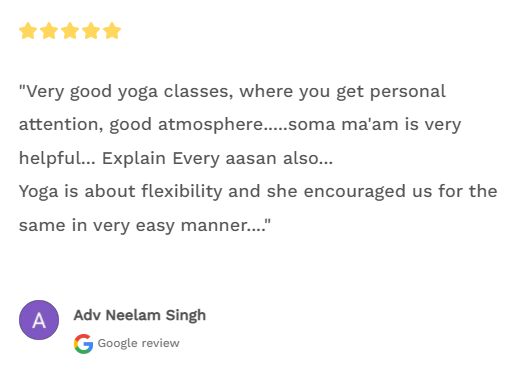 "Very good yoga classes, where you get personal
attention, good atmosphere.....soma ma'am is very
helpful... Explain Every aasan also...
Yoga is about flexibility and she encouraged us for the
same in very easy manner...."
A
Adv Neelam Singh
G Google review